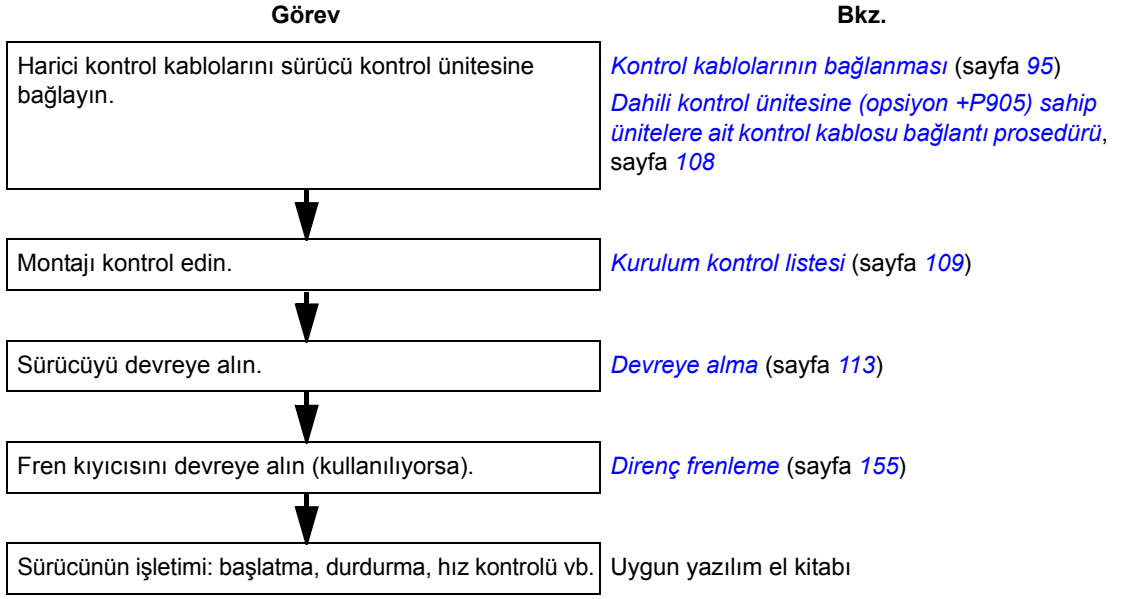 Görev
Bkz.
Harici kontrol kablolarını sürücü kontrol ünitesine
bağlayın.
Kontrol kablolarının bağlanması (sayfa 95)
Dahili kontrol ünitesine (opsiyon +P905) sahip
ünitelere ait kontrol kablosu bağlantı prosedürü,
sayfa 108
Montajı kontrol edin.
Kurulum kontrol listesi (sayfa 109)
Sürücüyü devreye alın.
Devreye alma (sayfa 113)
Fren kıyıcısını devreye alın (kullanılıyorsa).
Direnç frenleme (sayfa 155)
Sürücünün işletimi: başlatma, durdurma, hız kontrolü vb.
Uygun yazılım el kitabı